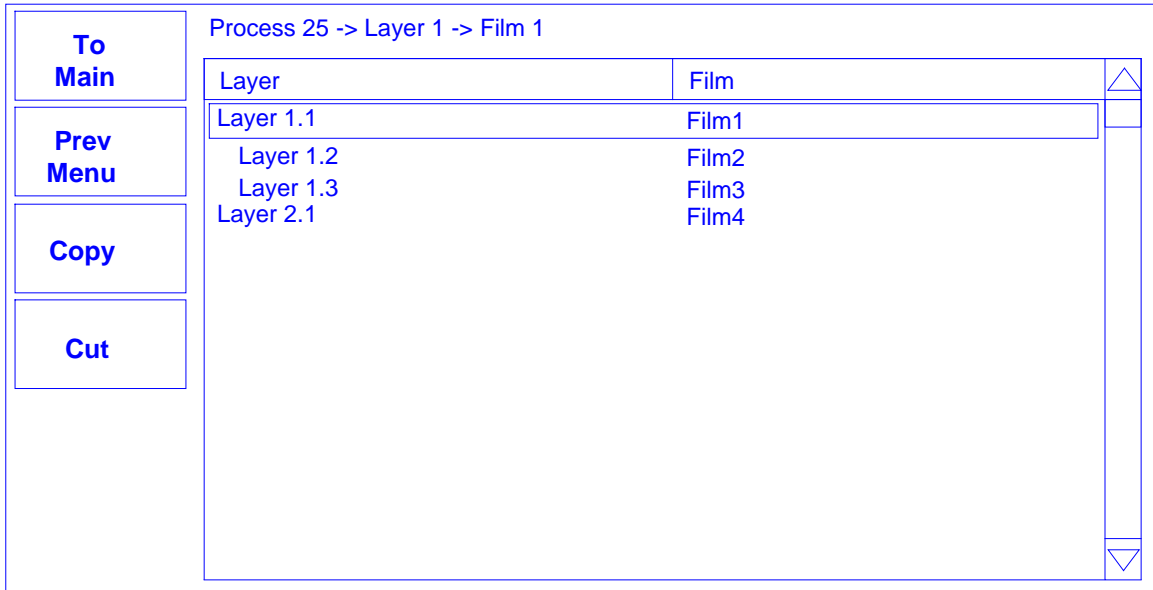 To
Main
Prev
Menu
Copy
Cut
Process 25 -> Layer 1 -> Film 1
Layer Film
Layer 1.1 Film1
Layer 1.2 Film2
Layer 1.3 Film3
Layer 2.1 Film4